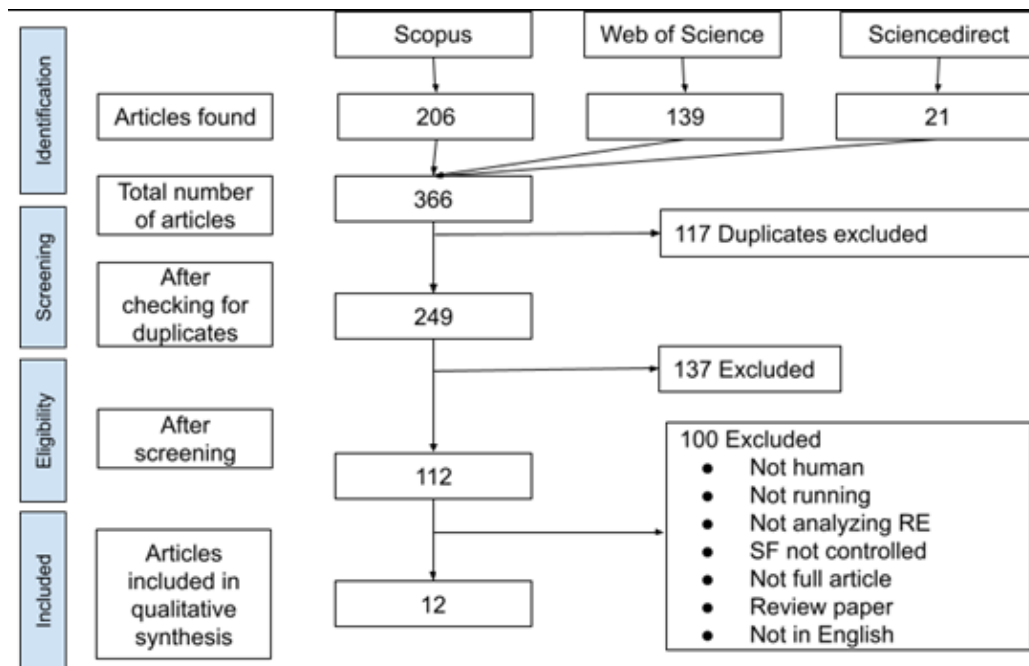 Identification
Scopus
Web of Science
Sciencedirect
Articles found
206
139
21
Total number
of articles
366
Screening
117 Duplicates excluded
After
checking for
duplicates
249
137 Excluded
Eligibility
After
screening
112
100 Excluded
● Not human
● Not running
● Not analyzing RE
● SF not controlled
● Not full article
● Review paper
● Not in English
Included
Articles
included in
qualitative
synthesis
12